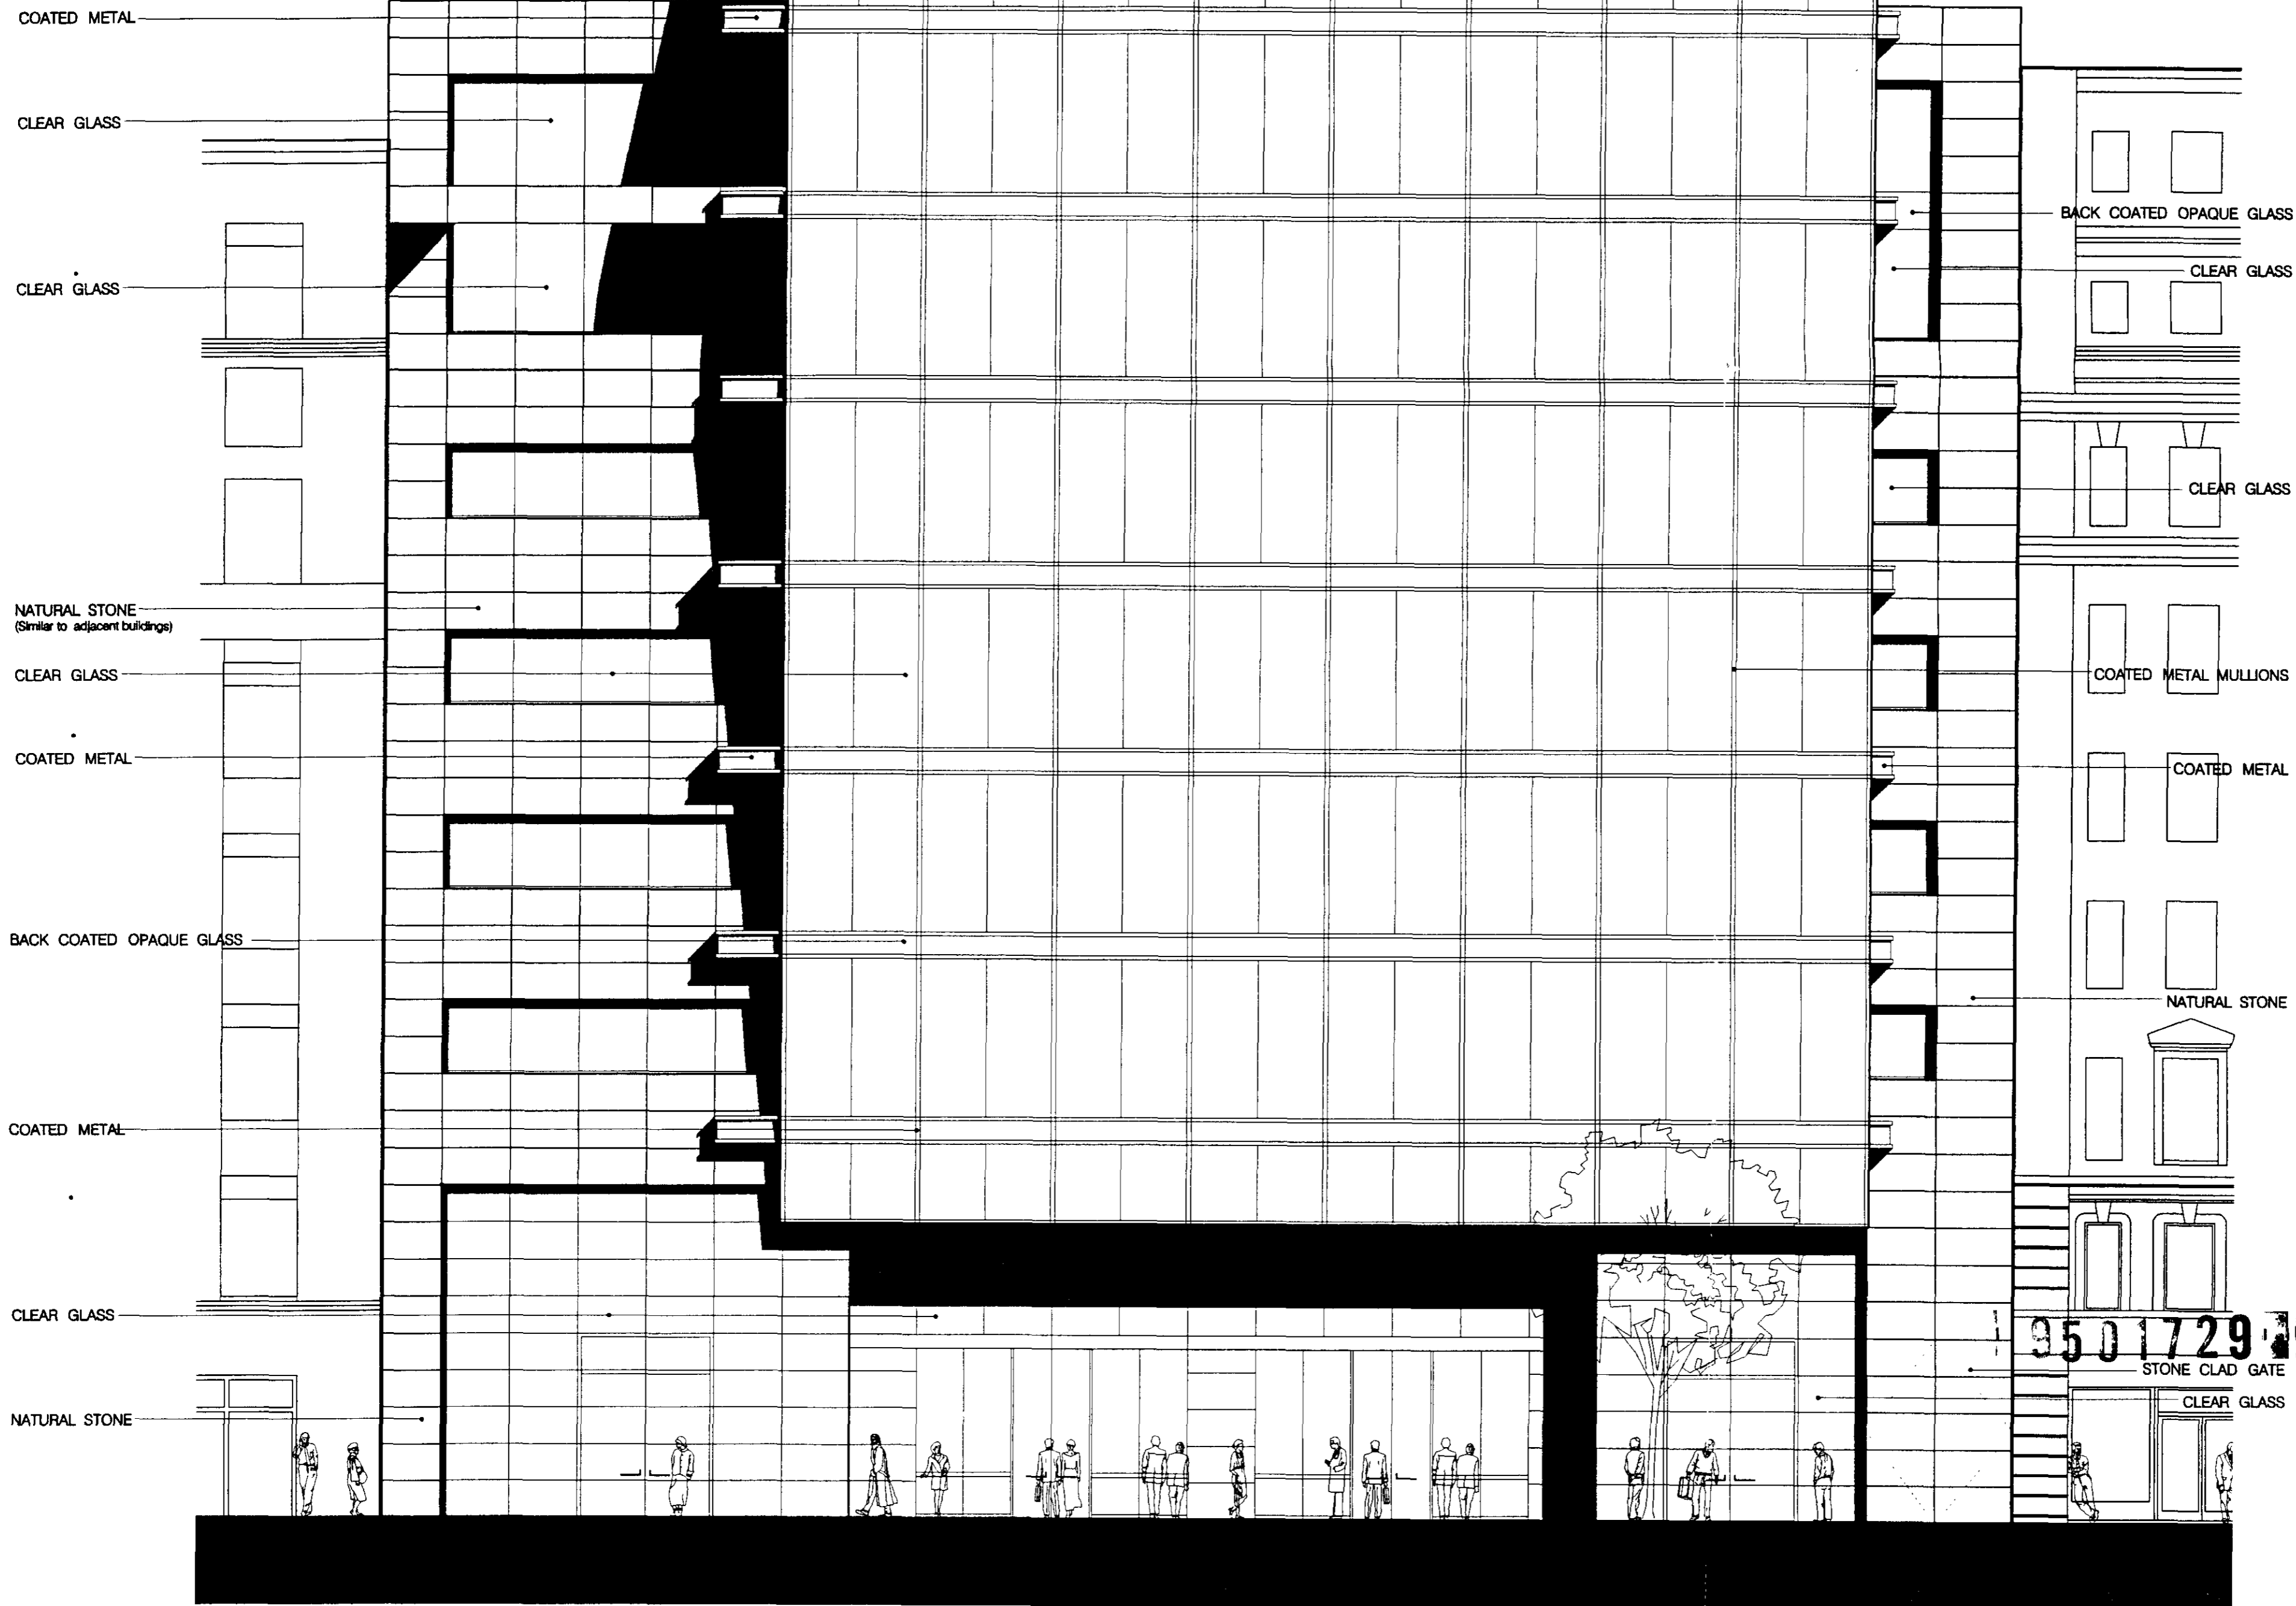 COATED METAL
CLEAR GLASS
CLEAR GLASS
NATURAL STONE
(Similar to adjacent buildings)
CLEAR GLASS
COATED METAL
BACK COATED OPAQUE GLASS
COATED METAL
CLEAR GLASS
NATURAL STONE
BACK COATED OPAQUE GLASS
CLEAR GLASS
CLEAR GLASS
COATED METAL MULLIONS
COATED METAL
NATURAL STONE
9501729
STONE CLAD GATE
CLEAR GLASS